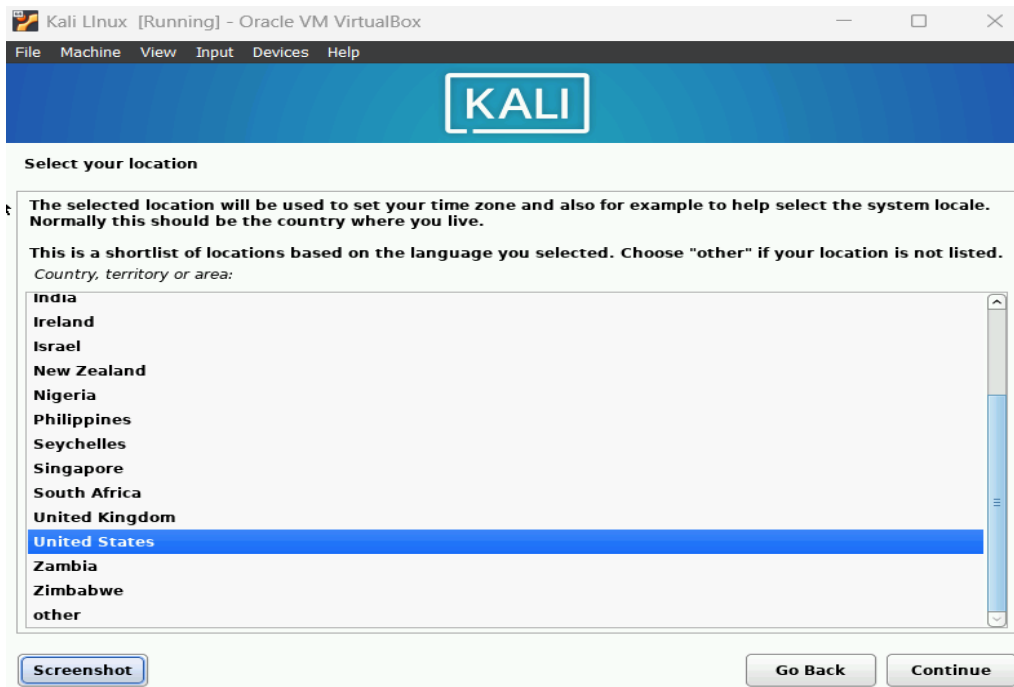 Kali LInux [Running] - Oracle VM VirtualBox
File Machine View Input Devices Help
KALI
Select your location
The selected location will be used to set your time zone and also for example to help select the system locale.
Normally this should be the country where you live.
This is a shortlist of locations based on the language you selected. Choose "other" if your location is not listed.
Country, territory or area:
India
Ireland
Israel
New Zealand
Nigeria
Philippines
Seychelles
Singapore
South Africa
United Kingdom
United States
Zambia
Zimbabwe
other
Screenshot Go Back Continue